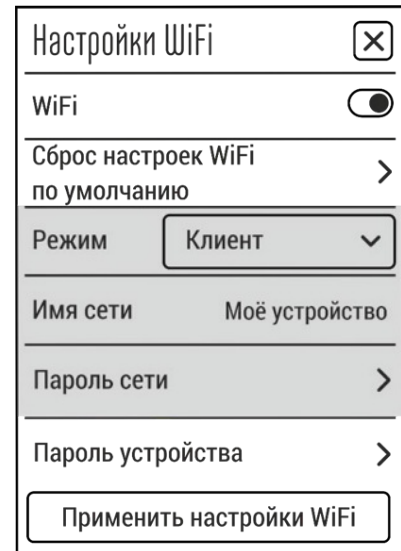 Настройки WiFi
WiFi
Сброс настроек WiFi
по умолчанию
Режим Клиент
Имя сети Моё устройство
Пароль сети
Пароль устройства
Применить настройки WiFi